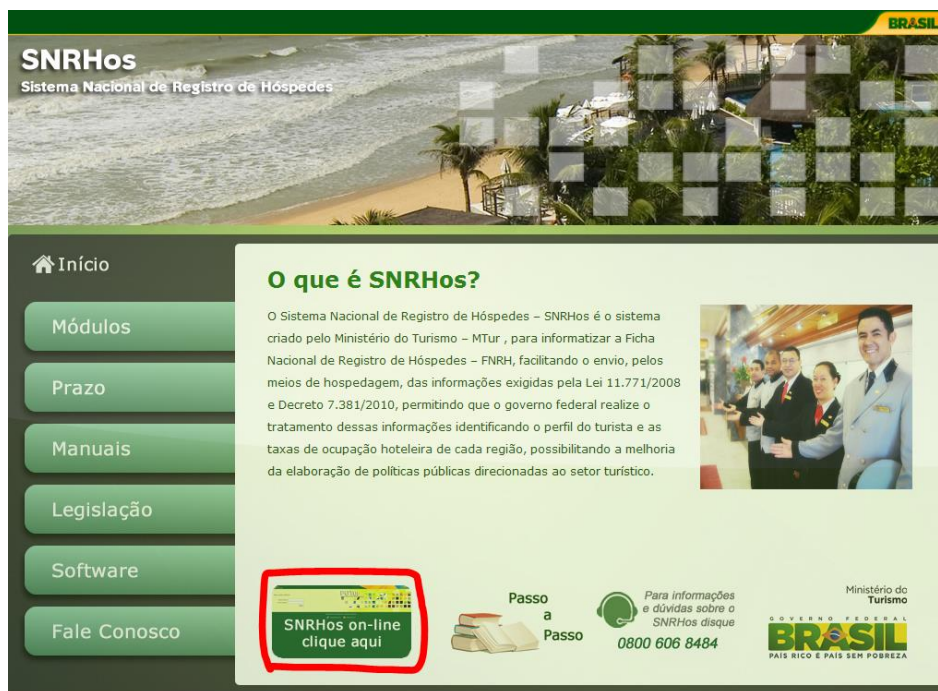 BRASIL
SNRHos
Sistema Nacional de Registro de Hóspedes
Início
Módulos
Prazo
Manuais
Legislação
Software
Fale Conosco
O que é SNRHos?
O Sistema Nacional de Registro de Hóspedes – SNRHos é o sistema
criado pelo Ministério do Turismo – MTur , para informatizar a Ficha
Nacional de Registro de Hóspedes – FNRH, facilitando o envio, pelos
meios de hospedagem, das informações exigidas pela Lei 11.771/2008
e Decreto 7.381/2010, permitindo que o governo federal realize o
tratamento dessas informações identificando o perfil do turista e as
taxas de ocupação hoteleira de cada região, possibilitando a melhoria
da elaboração de políticas públicas direcionadas ao setor turístico.
SNRHos on-line
clique aqui
Passo
a
Passo
Para informações
e dúvidas sobre o
SNRHos disque
0800 606 8484
Ministério do
Turismo
GOVERNO FEDERAL
BRASIL
PAÍS RICO É PAÍS SEM POBREZA